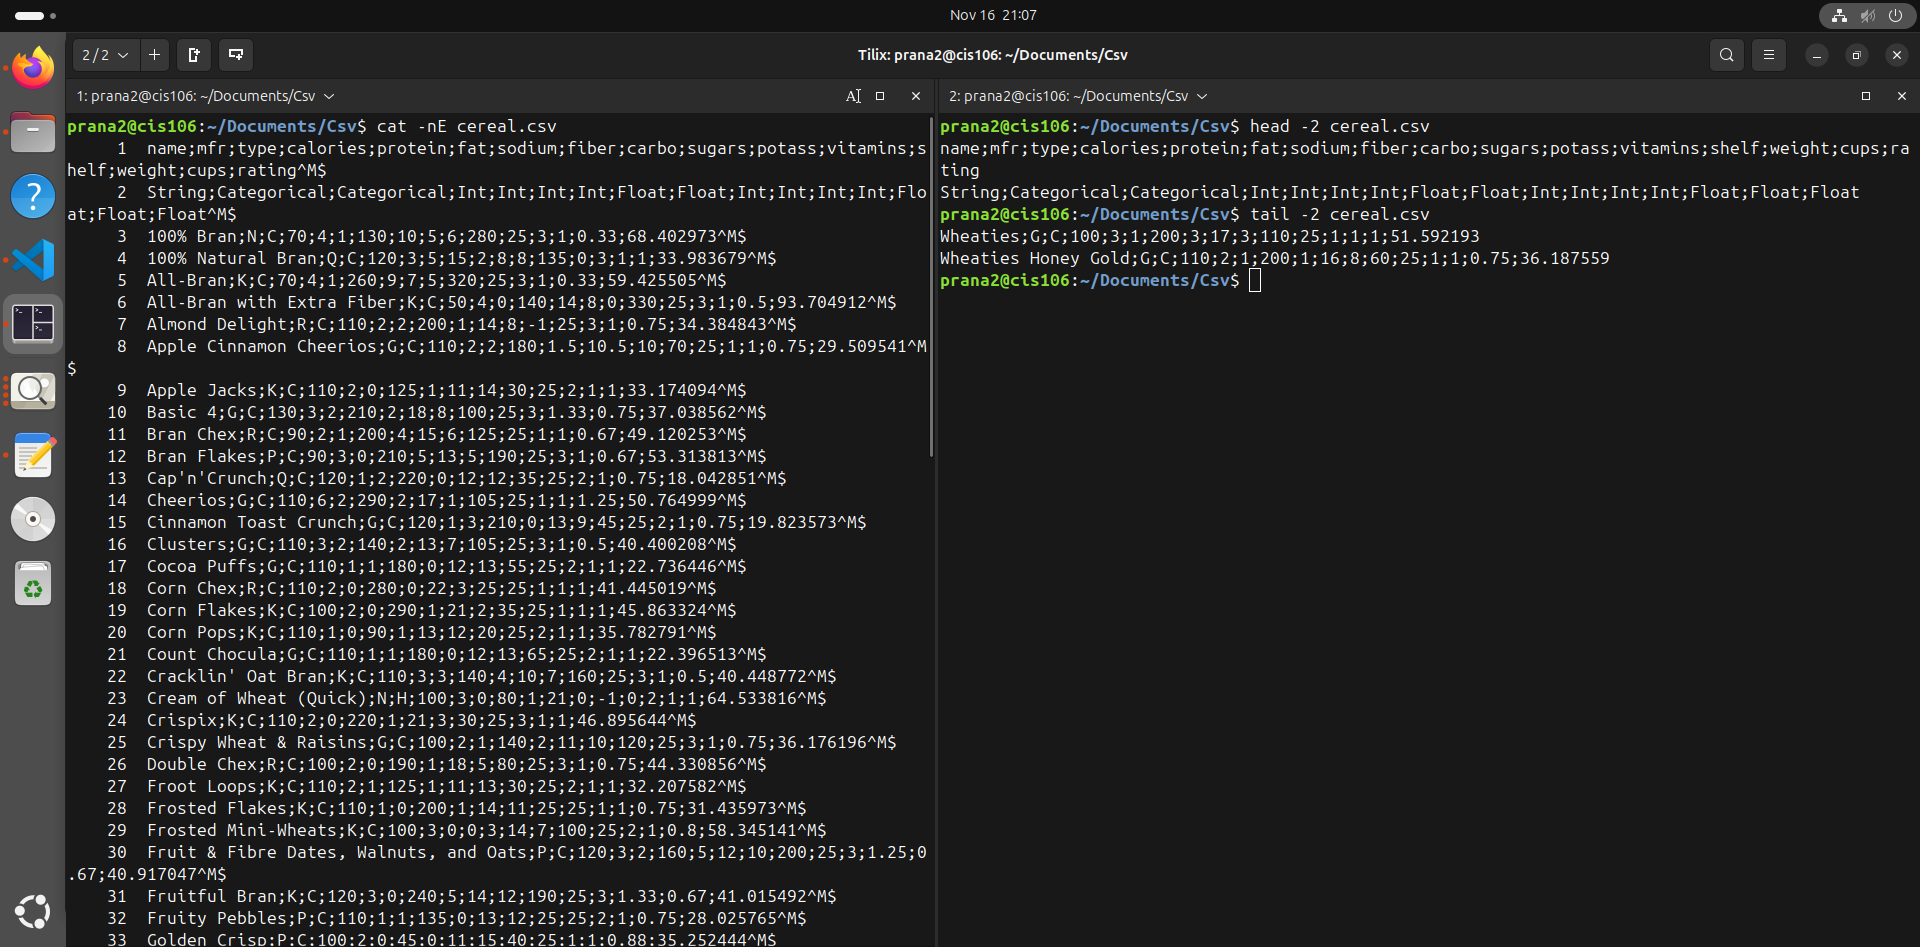 Nov 16 21:07
2 / 2
Tilix: prana2@cis106: ~/Documents/Csv
1: prana2@cis106: ~/Documents/Csv
prana2@cis106:~/Documents/Csv$ cat -nE cereal.csv
1 name;mfr;type;calories;protein;fat;sodium;fiber;carbo;sugars;potass;vitamins;s
helf;weight;cups;rating^M$
2 String;Categorical;Categorical;Int;Int;Int;Int;Float;Float;Int;Int;Int;Int;Flo
at;Float;Float^M$
3 100% Bran;N;C;70;4;1;130;10;5;6;280;25;3;1;0.33;68.402973^M$
4 100% Natural Bran;Q;C;120;3;5;15;2;8;8;135;0;3;1;1;33.983679^M$
5 All-Bran;K;C;70;4;1;260;9;7;5;320;25;3;1;0.33;59.425505^M$
6 All-Bran with Extra Fiber;K;C;50;4;0;140;14;8;0;330;25;3;1;0.5;93.704912^M$
7 Almond Delight;R;C;110;2;2;200;1;14;8;-1;25;3;1;0.75;34.384843^M$
8 Apple Cinnamon Cheerios;G;C;110;2;2;180;1.5;10.5;10;70;25;1;1;0.75;29.509541^M
$
9 Apple Jacks;K;C;110;2;0;125;1;11;14;30;25;2;1;1;33.174094^M$
10 Basic 4;G;C;130;3;2;210;2;18;8;100;25;3;1.33;0.75;37.038562^M$
11 Bran Chex;R;C;90;2;1;200;4;15;6;125;25;1;1;0.67;49.120253^M$
12 Bran Flakes;P;C;90;3;0;210;5;13;5;190;25;3;1;0.67;53.313813^M$
13 Cap'n'Crunch;Q;C;120;1;2;220;0;12;12;35;25;2;1;0.75;18.042851^M$
14 Cheerios;G;C;110;6;2;290;2;17;1;105;25;1;1;1.25;50.764999^M$
15 Cinnamon Toast Crunch;G;C;120;1;3;210;0;13;9;45;25;2;1;0.75;19.823573^M$
16 Clusters;G;C;110;3;2;140;2;13;7;105;25;3;1;0.5;40.400208^M$
17 Cocoa Puffs;G;C;110;1;1;180;0;12;13;55;25;2;1;1;22.736446^M$
18 Corn Chex;R;C;110;2;0;280;0;22;3;25;25;1;1;1;41.445019^M$
19 Corn Flakes;K;C;100;2;0;290;1;21;2;35;25;1;1;1;45.863324^M$
20 Corn Pops;K;C;110;1;0;90;1;13;12;20;25;2;1;1;35.782791^M$
21 Count Chocula;G;C;110;1;1;180;0;12;13;65;25;2;1;1;22.396513^M$
22 Cracklin' Oat Bran;K;C;110;3;3;140;4;10;7;160;25;3;1;0.5;40.448772^M$
23 Cream of Wheat (Quick);N;H;100;3;0;80;1;21;0;-1;0;2;1;1;64.533816^M$
24 Crispix;K;C;110;2;0;220;1;21;3;30;25;3;1;1;46.895644^M$
25 Crispy Wheat & Raisins;G;C;100;2;1;140;2;11;10;120;25;3;1;0.75;36.176196^M$
26 Double Chex;R;C;100;2;0;190;1;18;5;80;25;3;1;0.75;44.330856^M$
27 Froot Loops;K;C;110;2;1;125;1;11;13;30;25;2;1;1;32.207582^M$
28 Frosted Flakes;K;C;110;1;0;200;1;14;11;25;25;1;1;0.75;31.435973^M$
29 Frosted Mini-Wheats;K;C;100;3;0;0;3;14;7;100;25;2;1;0.8;58.345141^M$
30 Fruit & Fibre Dates, Walnuts, and Oats;P;C;120;3;2;160;5;12;10;200;25;3;1.25;0
.67;40.917047^M$
31 Fruitful Bran;K;C;120;3;0;240;5;14;12;190;25;3;1.33;0.67;41.015492^M$
32 Fruity Pebbles;P;C;110;1;1;135;0;13;12;25;25;2;1;0.75;28.025765^M$
33 Golden Crisp;P;C;100;2;0;45;0;11;15;40;25;1;1;0.88;35.252444^M$
2: prana2@cis106: ~/Documents/Csv
prana2@cis106:~/Documents/Csv$ head -2 cereal.csv
name;mfr;type;calories;protein;fat;sodium;fiber;carbo;sugars;potass;vitamins;shelf;weight;cups;ra
ting
String;Categorical;Categorical;Int;Int;Int;Int;Float;Float;Int;Int;Int;Int;Float;Float;Float
prana2@cis106:~/Documents/Csv$ tail -2 cereal.csv
Wheaties;G;C;100;3;1;200;3;17;3;110;25;1;1;1;51.592193
Wheaties Honey Gold;G;C;110;2;1;200;1;16;8;60;25;1;1;0.75;36.187559
prana2@cis106:~/Documents/Csv$